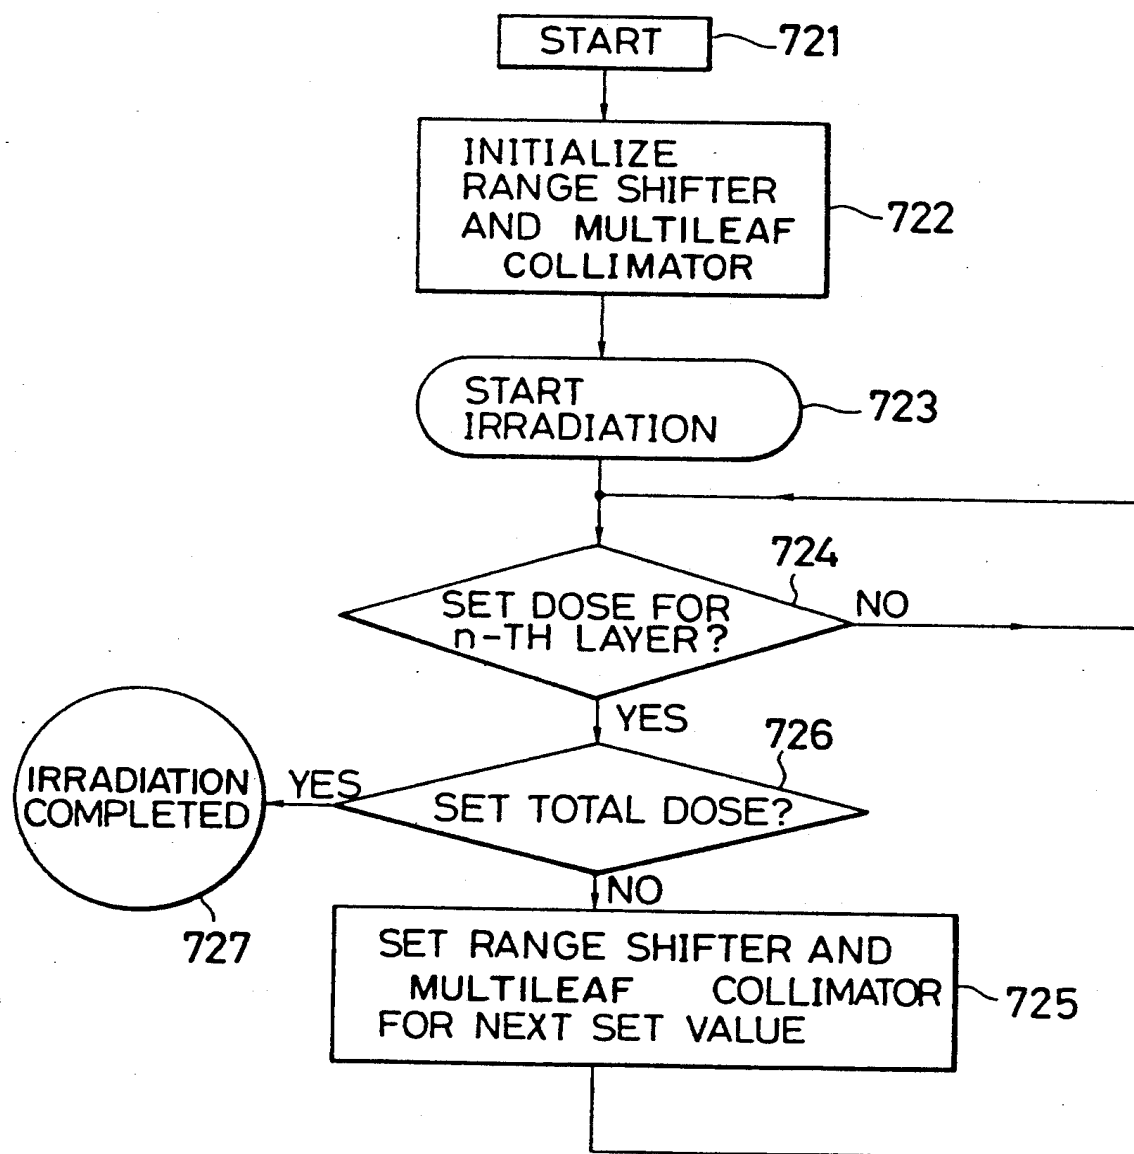 START
721
INITIALIZE
RANGE SHIFTER
AND MULTILEAF
COLLIMATOR
722
START
IRRADIATION
723
724
SET DOSE FOR
n-TH LAYER?
NO
YES
726
SET TOTAL DOSE?
YES
IRRADIATION
COMPLETED
727
NO
SET RANGE SHIFTER AND
MULTILEAF COLLIMATOR
FOR NEXT SET VALUE
725